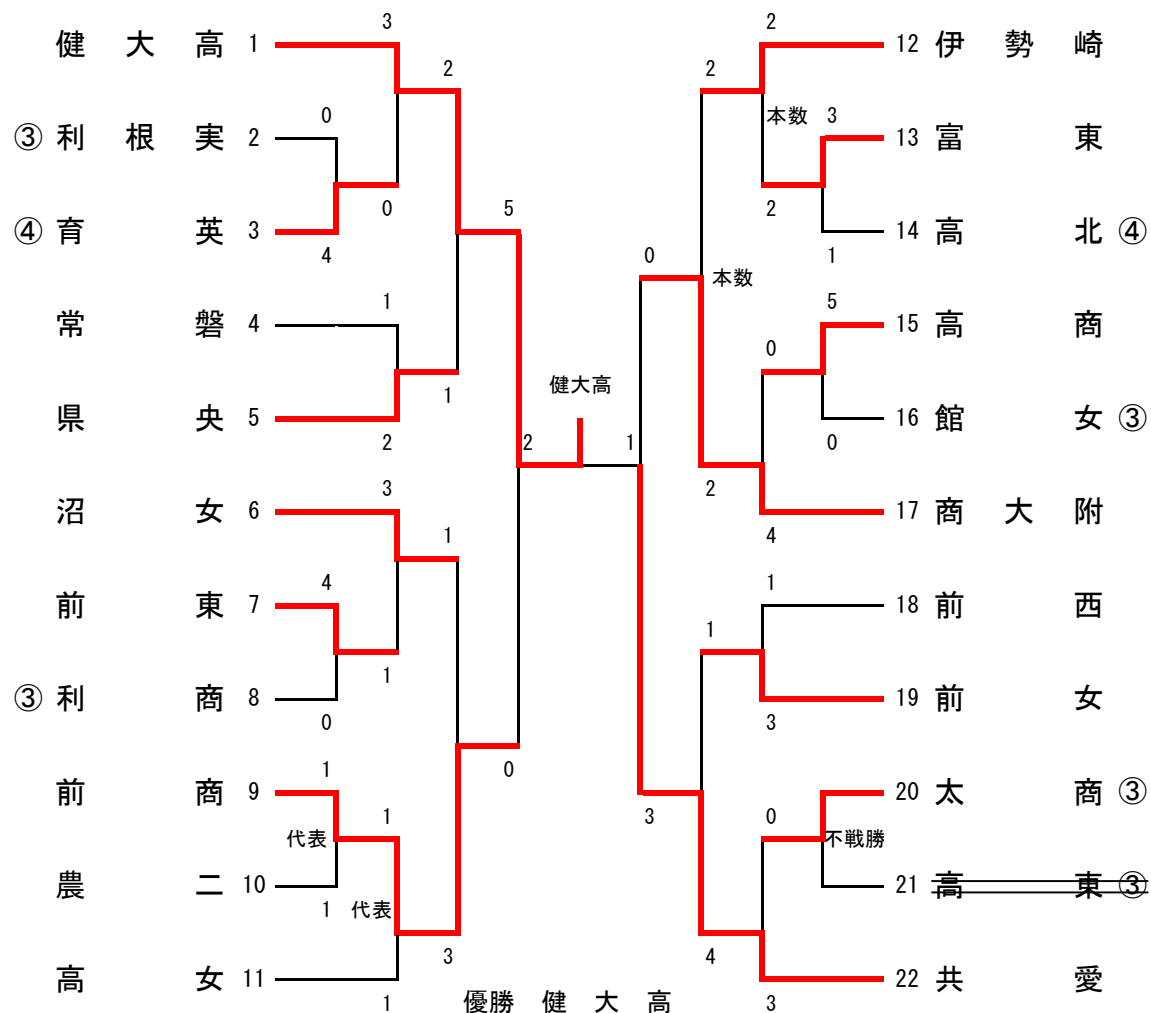 3
2
健大高 1
12 伊勢崎
2
2
0
本数 3
③ 利根実 2
13 富東
0
5
2
④ 育英 3
14 高北 ④
4
0
1
本数
1
5
常磐 4
15 高商
0
健大高
1
県央 5
16 館女 ③
2
2
1
0
3
2
沼女 6
17 商大附
1
4
4
1
前東 7
18 前西
1
1
③ 利商 8
19 前女
0
3
1
0
前商 9
20 太商 ③
1
3
0
代表
不戦勝
農二 10
21 高東 ③
1
代表
3
4
高女 11
22 共愛
1
優勝 健大高
3